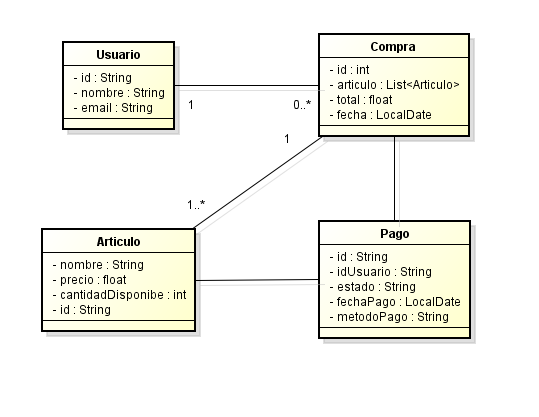 Usuario
- id : String
- nombre : String
- email : String
Compra
- id : int
- articulo : List<Articulo>
- total : float
- fecha : LocalDate
1
0..*
1
1..*
Articulo
- nombre : String
- precio : float
- cantidadDisponibe : int
- id : String
Pago
- id : String
- idUsuario : String
- estado : String
- fechaPago : LocalDate
- metodoPago : String